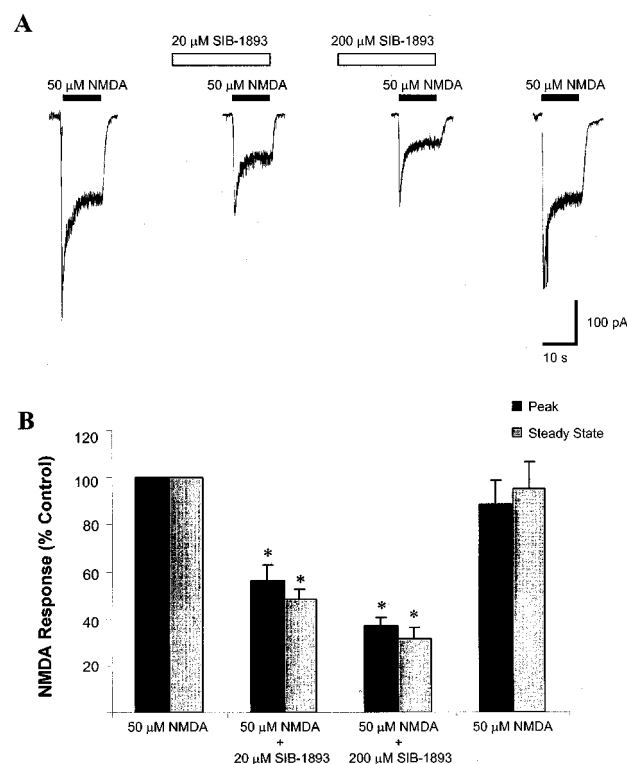 A
20 μM SIB-1893
200 μM SIB-1893
50 μM NMDA
50 μM NMDA
50 μM NMDA
50 μM NMDA
100 pA
10 s
B
Peak
Steady State
NMDA Response (% Control)
120
100
80
60
40
20
*
*
*
*
50 μM NMDA
50 μM NMDA
+
20 μM SIB-1893
50 μM NMDA
+
200 μM SIB-1893
50 μM NMDA